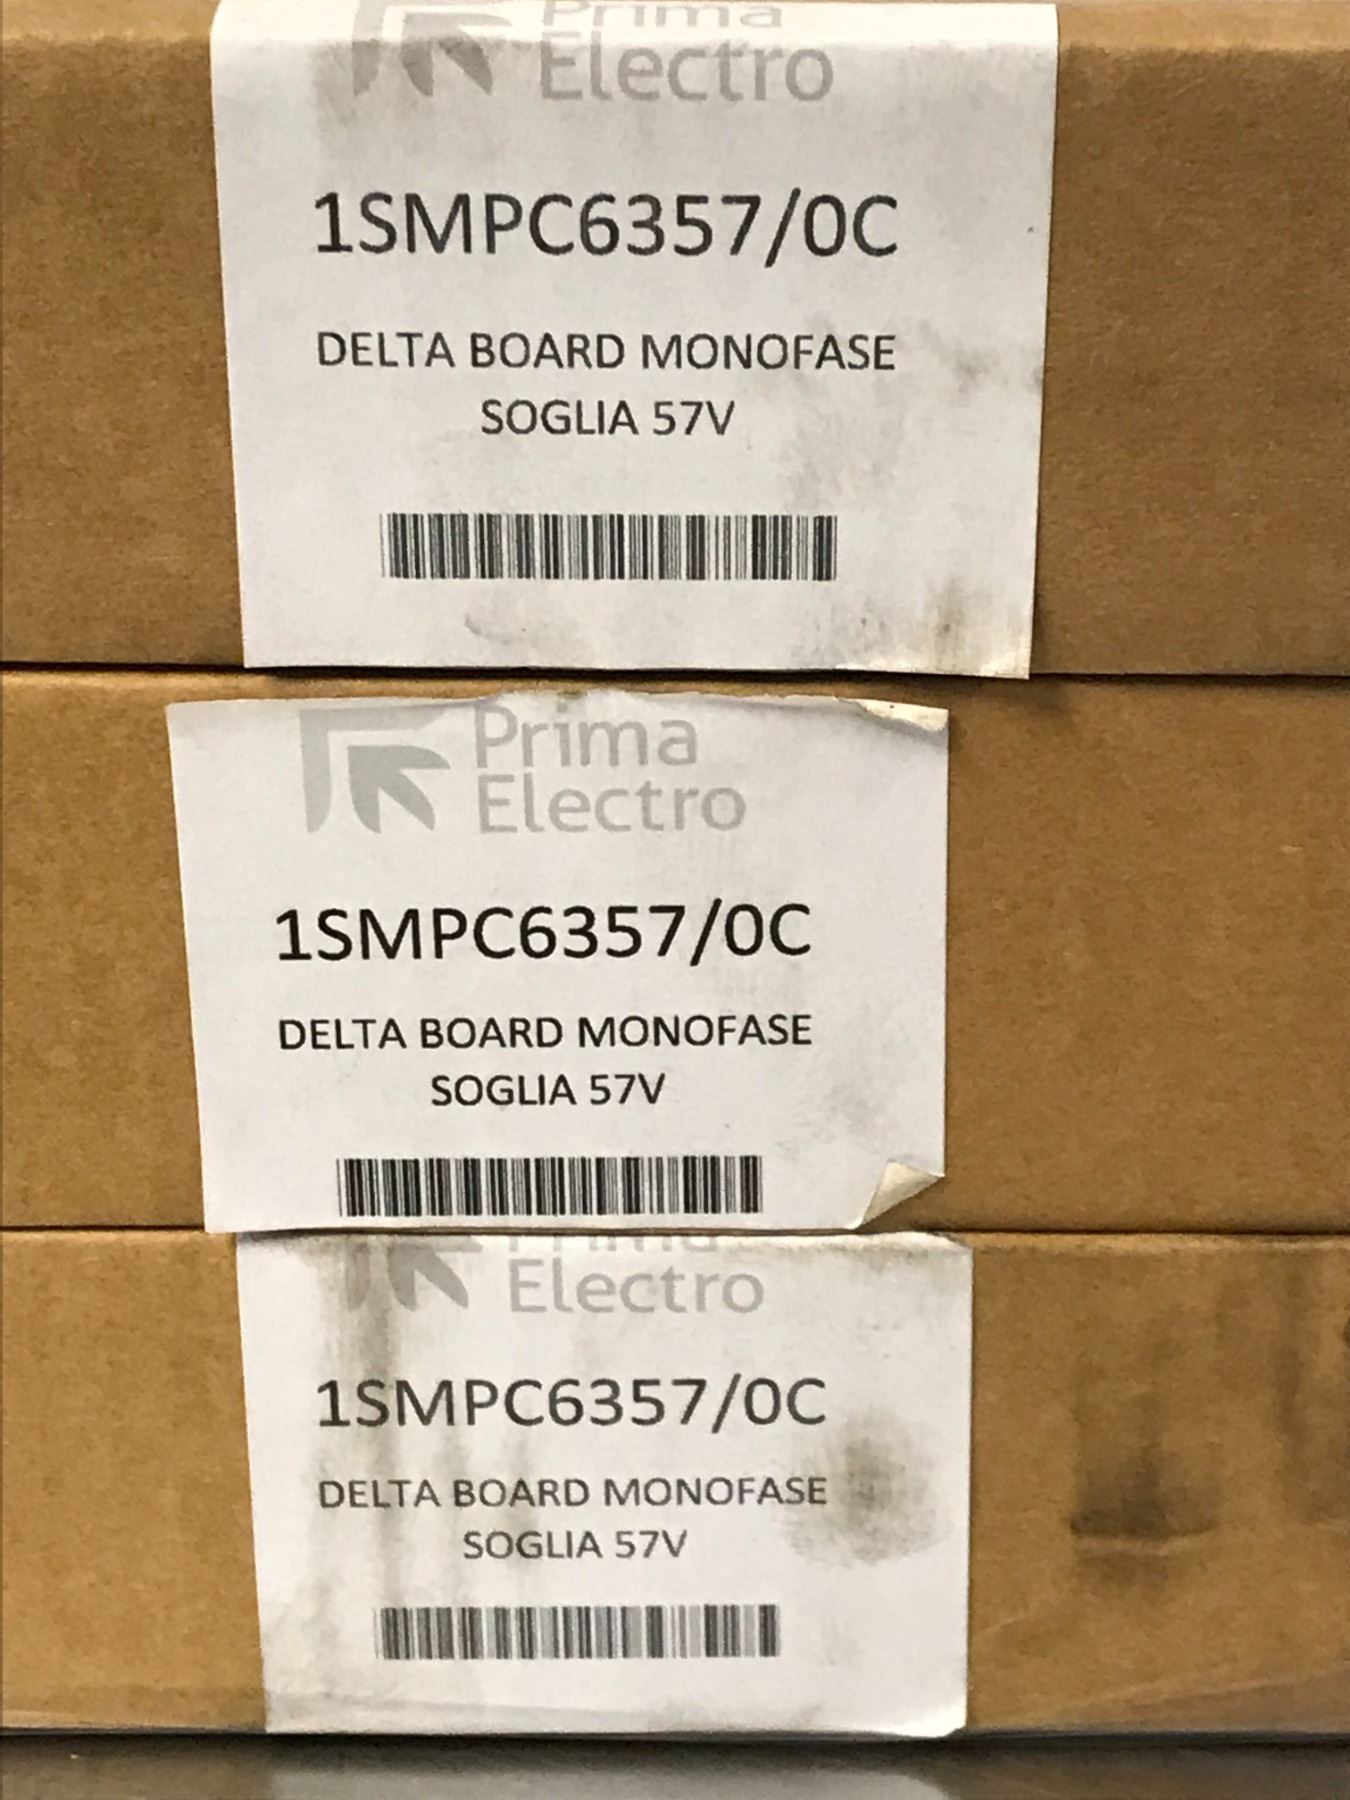 Prima
Electro
1SMPC6357/0C
DELTA BOARD MONOFASE
SOGLIA 57V
Prima
Electro
1SMPC6357/0C
DELTA BOARD MONOFASE
SOGLIA 57V
Prima
Electro
1SMPC6357/0C
DELTA BOARD MONOFASE
SOGLIA 57V